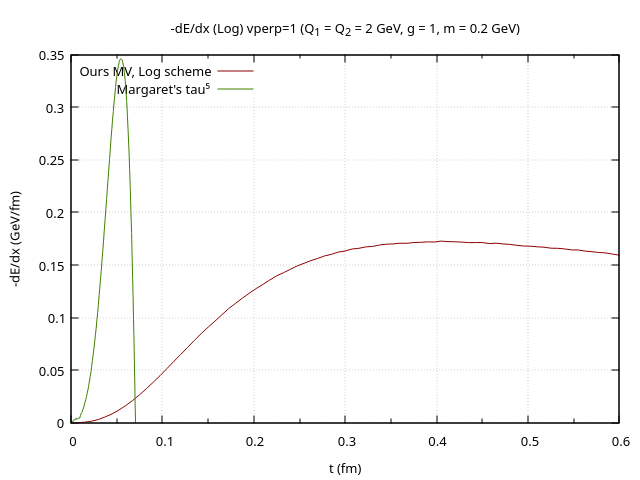 -dE/dx (Log) vperp=1 (Q₁ = Q₂ = 2 GeV, g = 1, m = 0.2 GeV)
0.35
Ours MV, Log scheme
Margaret's tau⁵
0.3
0.25
0.2
0.15
0.1
0.05
0
-dE/dx (GeV/fm)
0 0.1 0.2 0.3 0.4 0.5 0.6
t (fm)